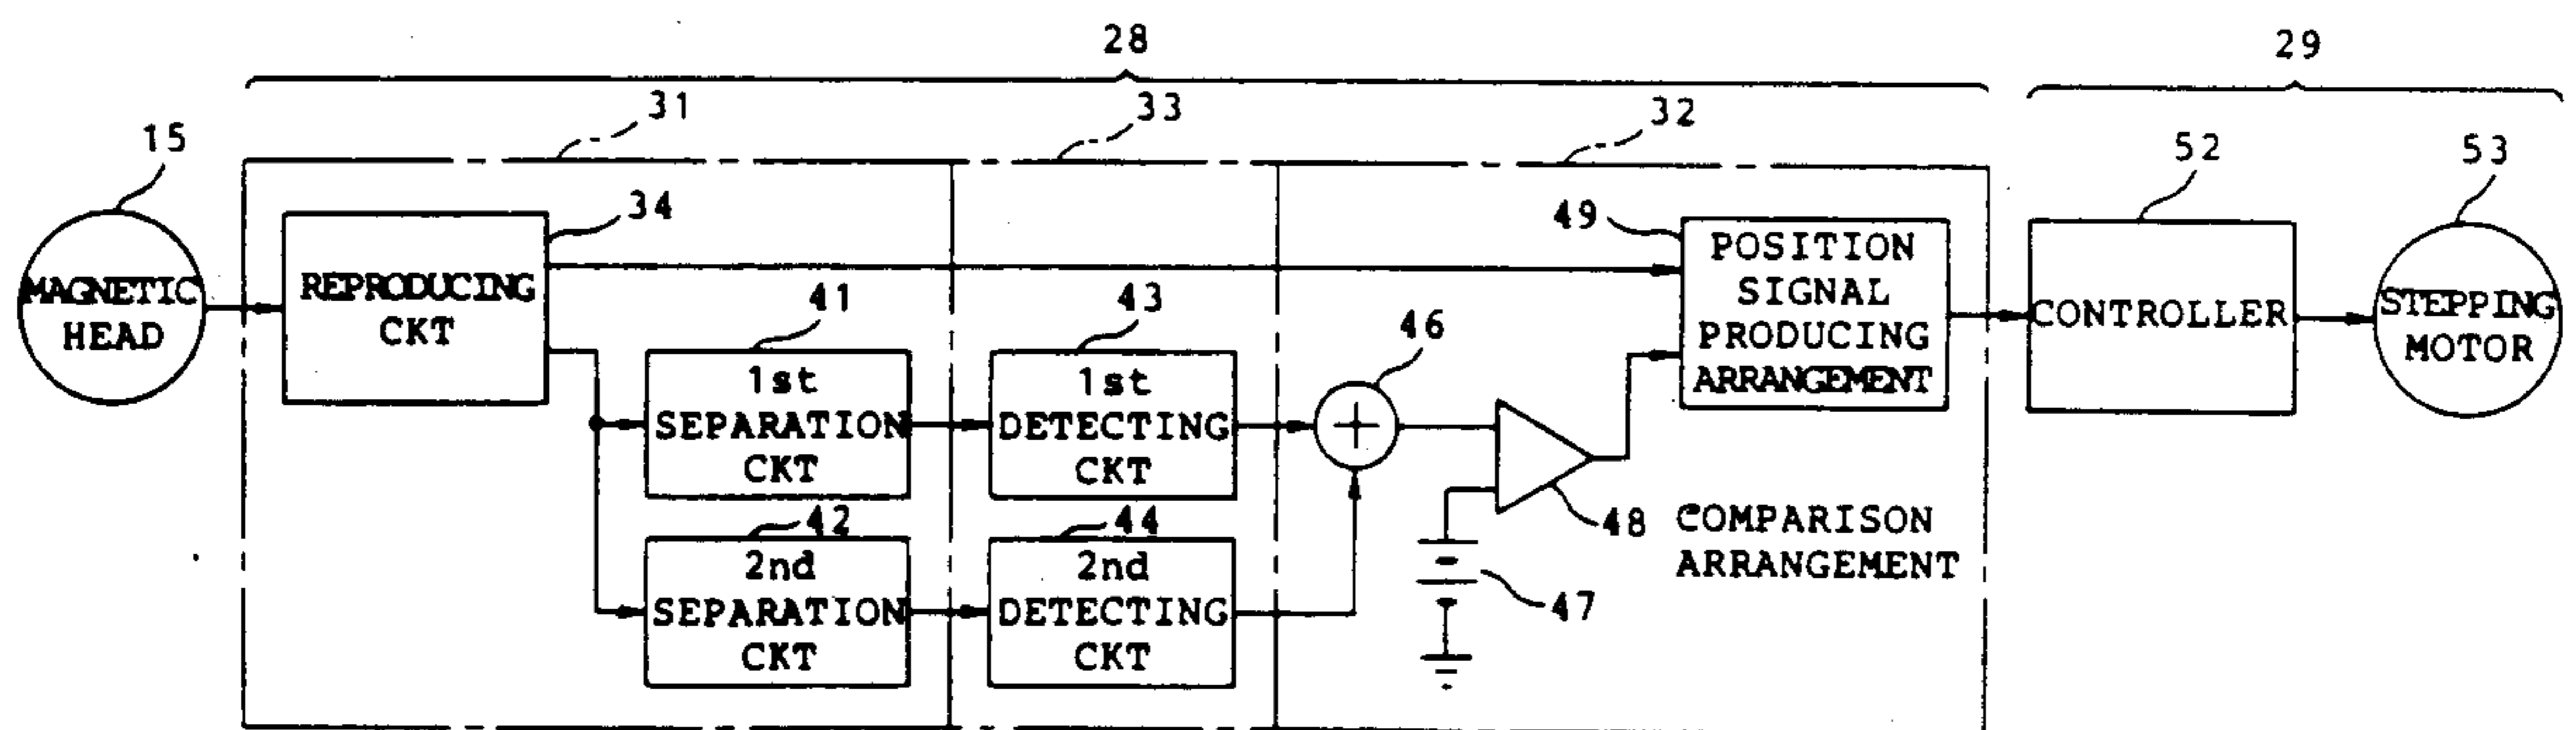 28
29
31
33
32
15
52
53
34
49
MAGNETIC
HEAD
REPRODUCING
CKT
POSITION
SIGNAL
PRODUCING
ARRANGEMENT
CONTROLLER
STEPPING
MOTOR
41
43
46
1st
SEPARATION
CKT
1st
DETECTING
CKT
+
48
COMPARISON
ARRANGEMENT
42
44
47
2nd
SEPARATION
CKT
2nd
DETECTING
CKT